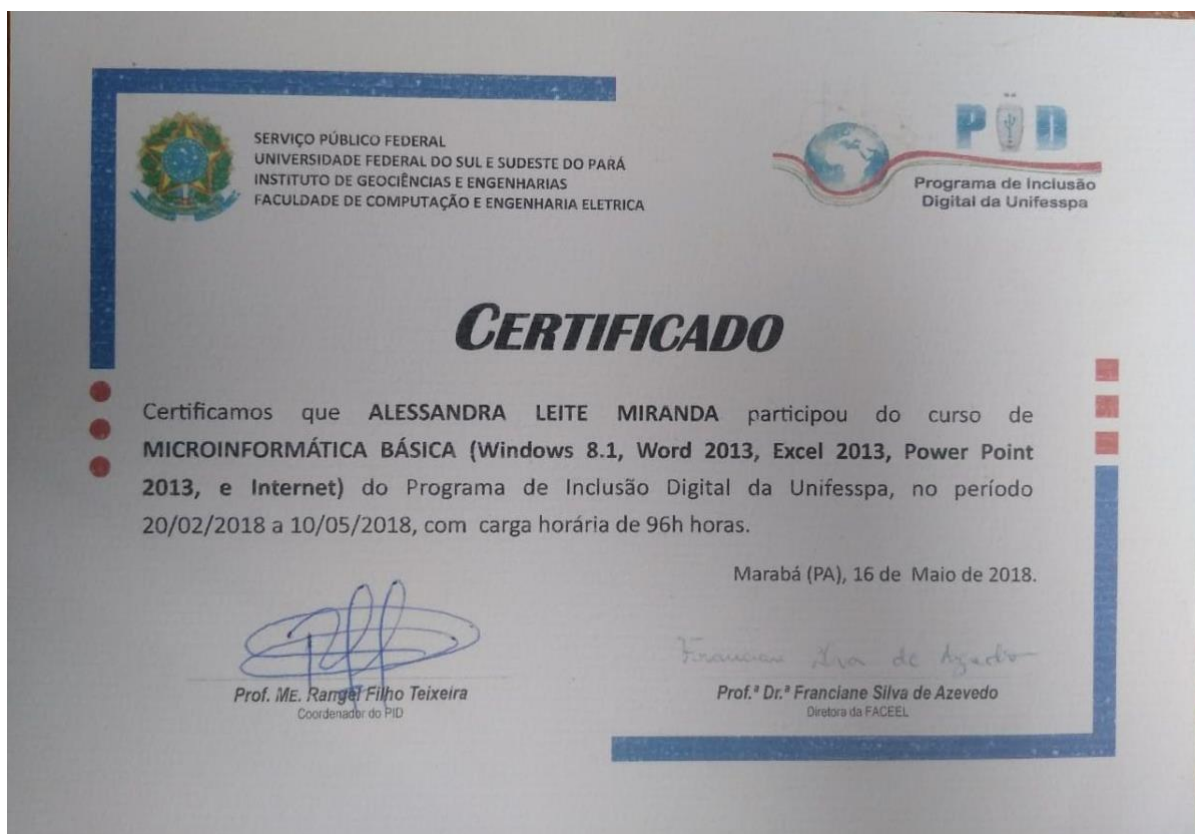 SERVIÇO PÚBLICO FEDERAL
UNIVERSIDADE FEDERAL DO SUL E SUDESTE DO PARÁ
INSTITUTO DE GEOCIÊNCIAS E ENGENHARIAS
FACULDADE DE COMPUTAÇÃO E ENGENHARIA ELETRICA
PÏD
Programa de Inclusão
Digital da Unifesspa
CERTIFICADO
Certificamos que ALESSANDRA LEITE MIRANDA participou do curso de
MICROINFORMÁTICA BÁSICA (Windows 8.1, Word 2013, Excel 2013, Power Point
2013, e Internet) do Programa de Inclusão Digital da Unifesspa, no período
20/02/2018 a 10/05/2018, com carga horária de 96h horas.
Marabá (PA), 16 de Maio de 2018.
Prof. ME. Rangel Filho Teixeira
Coordenador do PID
Prof.ª Dr.ª Franciane Silva de Azevedo
Diretora da FACEEL